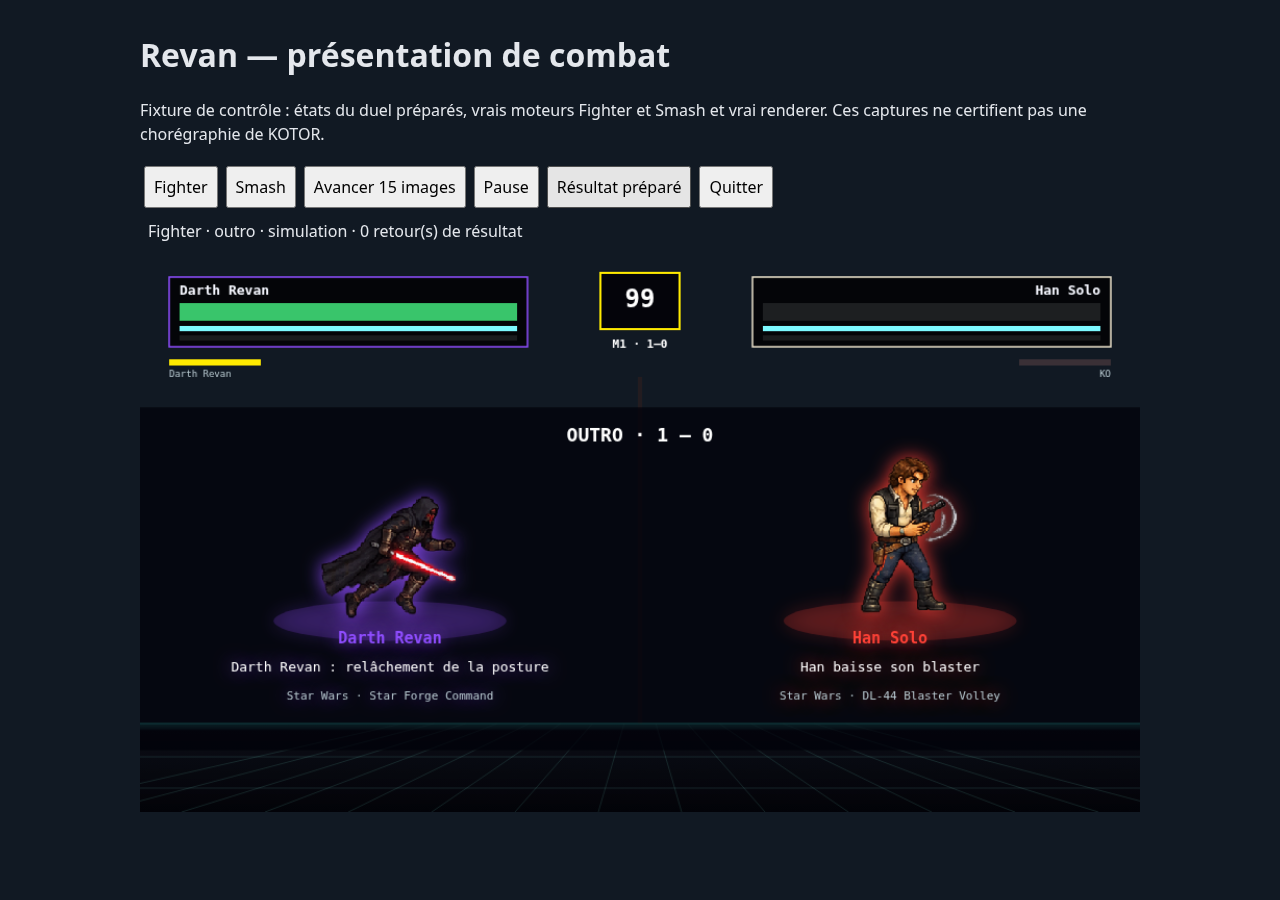 Revan — présentation de combat
Fixture de contrôle : états du duel préparés, vrais moteurs Fighter et Smash et vrai renderer. Ces captures ne certifient pas une
chorégraphie de KOTOR.
Fighter Smash Avancer 15 images Pause Résultat préparé Quitter
Fighter · outro · simulation · 0 retour(s) de résultat
Darth Revan 99 Han Solo
M1 · 1–0
Darth Revan KO
OUTRO · 1 — 0
Darth Revan Han Solo
Darth Revan : relâchement de la posture Han baisse son blaster
Star Wars · Star Forge Command Star Wars · DL-44 Blaster Volley